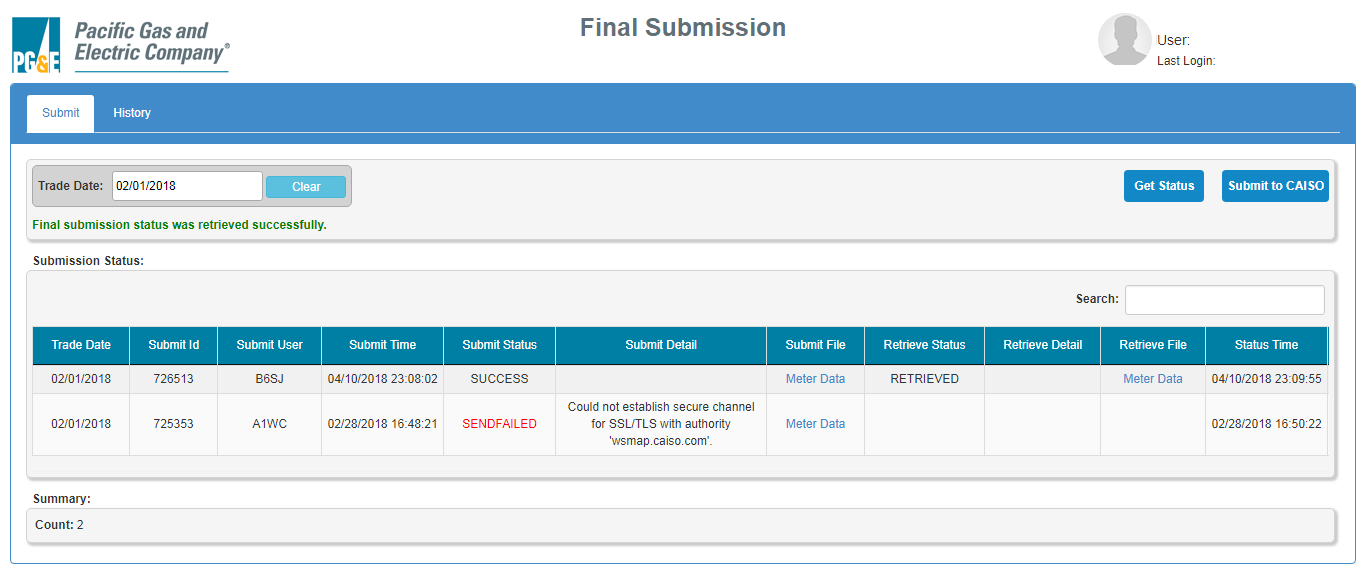 PG&E Pacific Gas and
Electric Company®
Final Submission
User:
Last Login:
Submit History
Trade Date: 02/01/2018 Clear Get Status Submit to CAISO
Final submission status was retrieved successfully.
Submission Status:
Search:
Trade Date Submit Id Submit User Submit Time Submit Status Submit Detail Submit File Retrieve Status Retrieve Detail Retrieve File Status Time
02/01/2018 726513 B6SJ 04/10/2018 23:08:02 SUCCESS Meter Data RETRIEVED Meter Data 04/10/2018 23:09:55
02/01/2018 725353 A1WC 02/28/2018 16:48:21 SENDFAILED Could not establish secure channel
for SSL/TLS with authority
'wsmap.caiso.com'. Meter Data 02/28/2018 16:50:22
Summary:
Count: 2